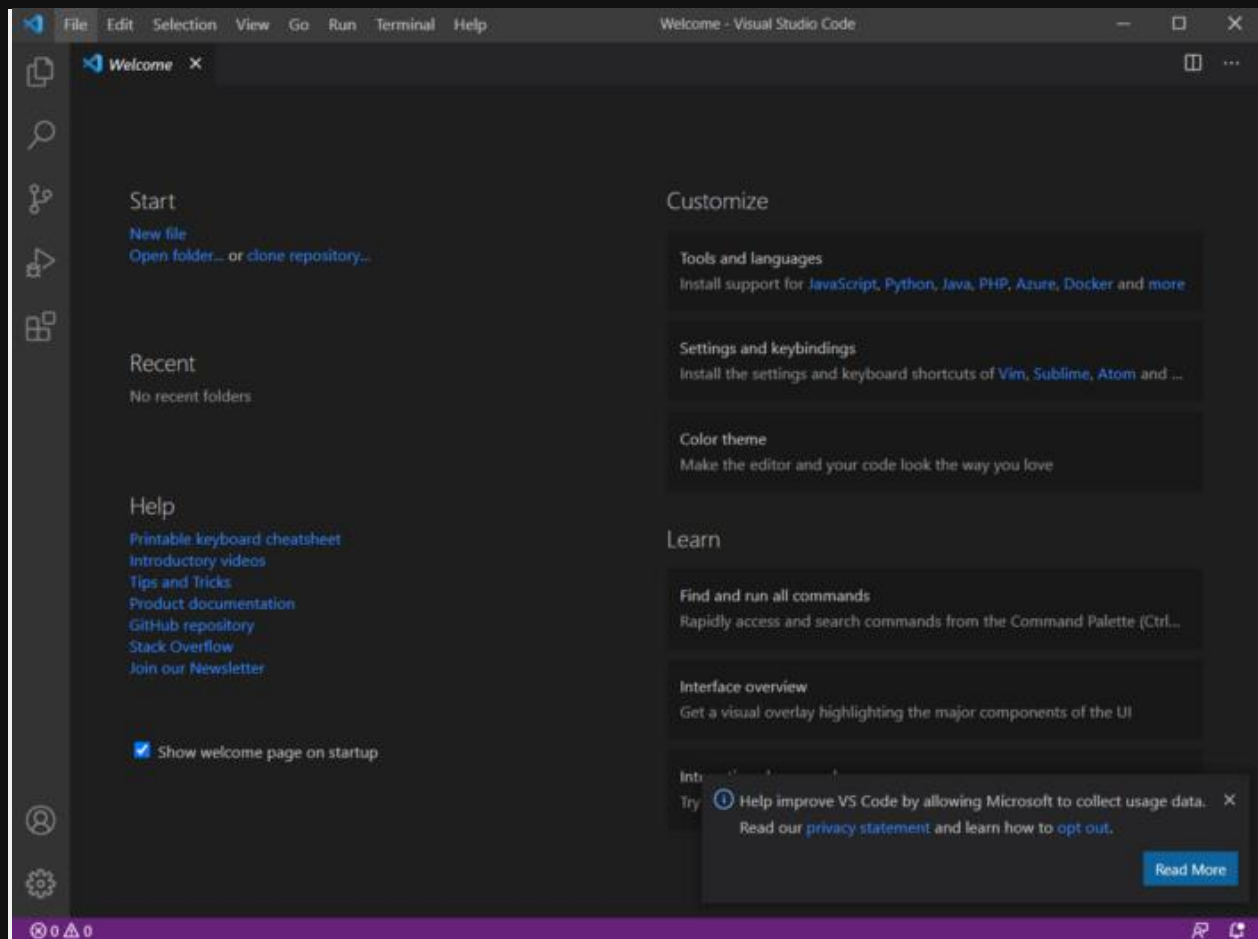 File Edit Selection View Go Run Terminal Help
Welcome - Visual Studio Code
Welcome
Start
New file
Open folder... or clone repository...
Recent
No recent folders
Help
Printable keyboard cheatsheet
Introductory videos
Tips and Tricks
Product documentation
GitHub repository
Stack Overflow
Join our Newsletter
Show welcome page on startup
Customize
Tools and languages
Install support for JavaScript, Python, Java, PHP, Azure, Docker and more
Settings and keybindings
Install the settings and keyboard shortcuts of Vim, Sublime, Atom and ...
Color theme
Make the editor and your code look the way you love
Learn
Find and run all commands
Rapidly access and search commands from the Command Palette (Ctrl...
Interface overview
Get a visual overlay highlighting the major components of the UI
Try
Help improve VS Code by allowing Microsoft to collect usage data.
Read our privacy statement and learn how to opt out.
Read More
0 0